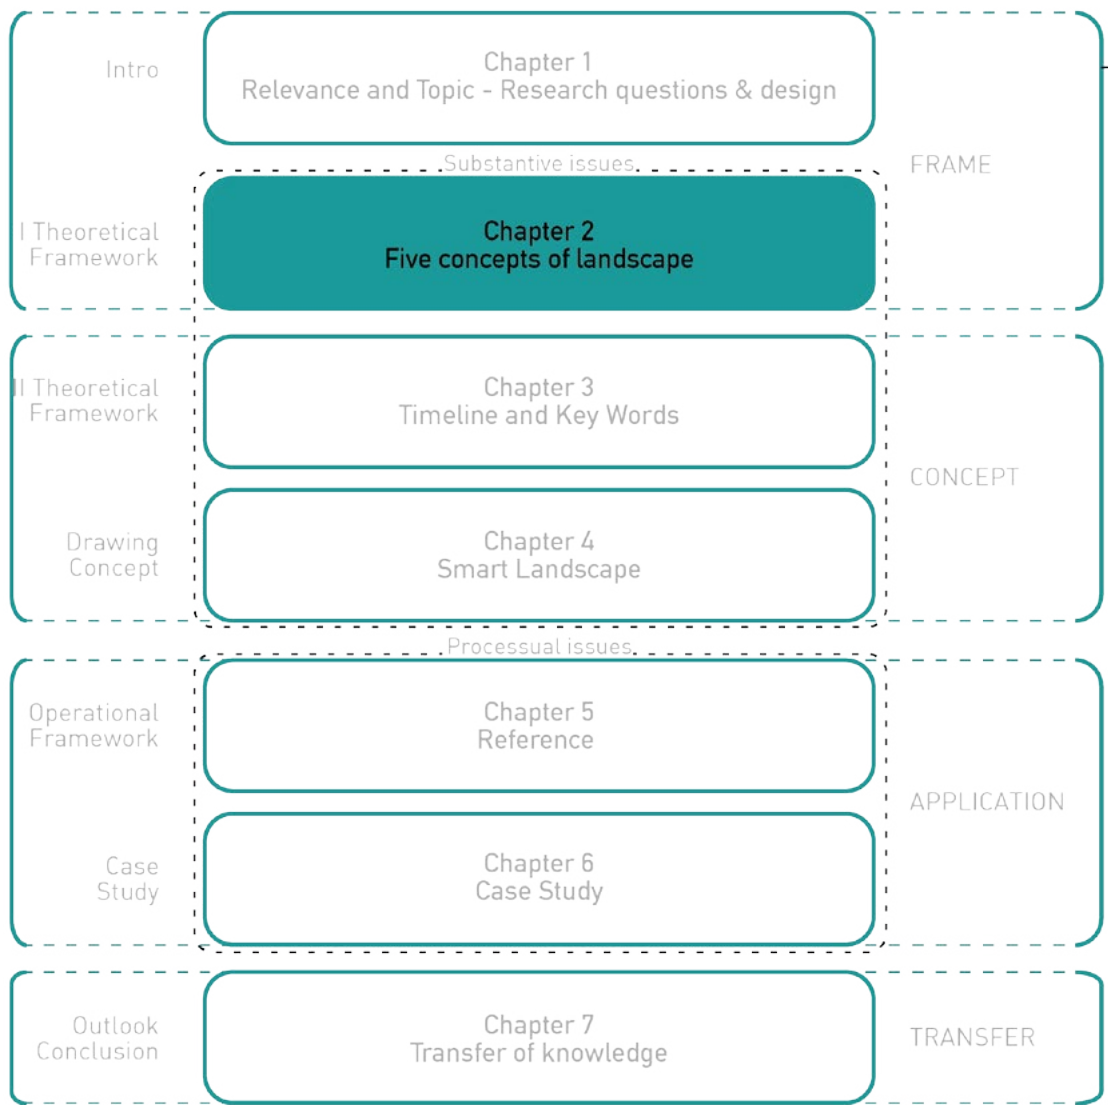 Intro
Chapter 1
Relevance and Topic - Research questions & design
FRAME
Substantive issues
I Theoretical
Framework
Chapter 2
Five concepts of landscape
II Theoretical
Framework
Chapter 3
Timeline and Key Words
CONCEPT
Drawing
Concept
Chapter 4
Smart Landscape
Processual issues
Operational
Framework
Chapter 5
Reference
APPLICATION
Case
Study
Chapter 6
Case Study
Outlook
Conclusion
Chapter 7
Transfer of knowledge
TRANSFER